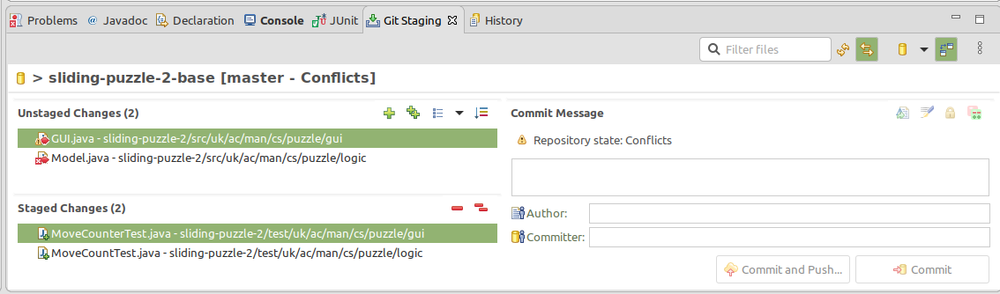 Problems @ Javadoc Declaration Console JUnit Git Staging History
Filter files
> sliding-puzzle-2-base [master - Conflicts]
Unstaged Changes (2)
GUI.java - sliding-puzzle-2/src/uk/ac/man/cs/puzzle/gui
Model.java - sliding-puzzle-2/src/uk/ac/man/cs/puzzle/logic
Staged Changes (2)
MoveCounterTest.java - sliding-puzzle-2/test/uk/ac/man/cs/puzzle/gui
MoveCountTest.java - sliding-puzzle-2/test/uk/ac/man/cs/puzzle/logic
Commit Message
Repository state: Conflicts
Author:
Committer:
Commit and Push... Commit